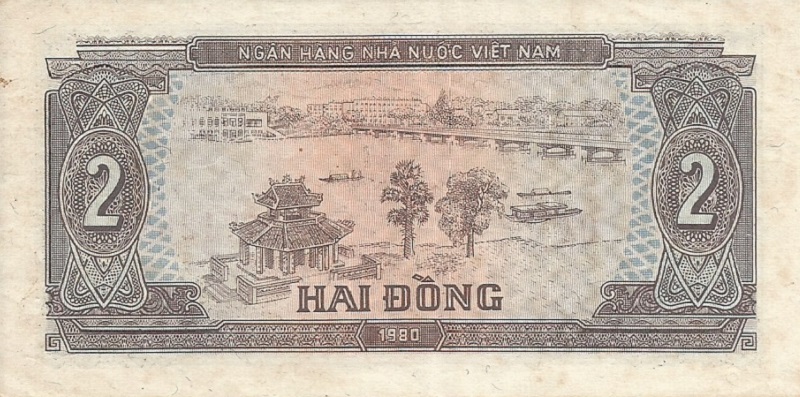 NGÂN HÀNG NHÀ NƯỚC VIỆT NAM
2
2
HAI ĐỒNG
1980